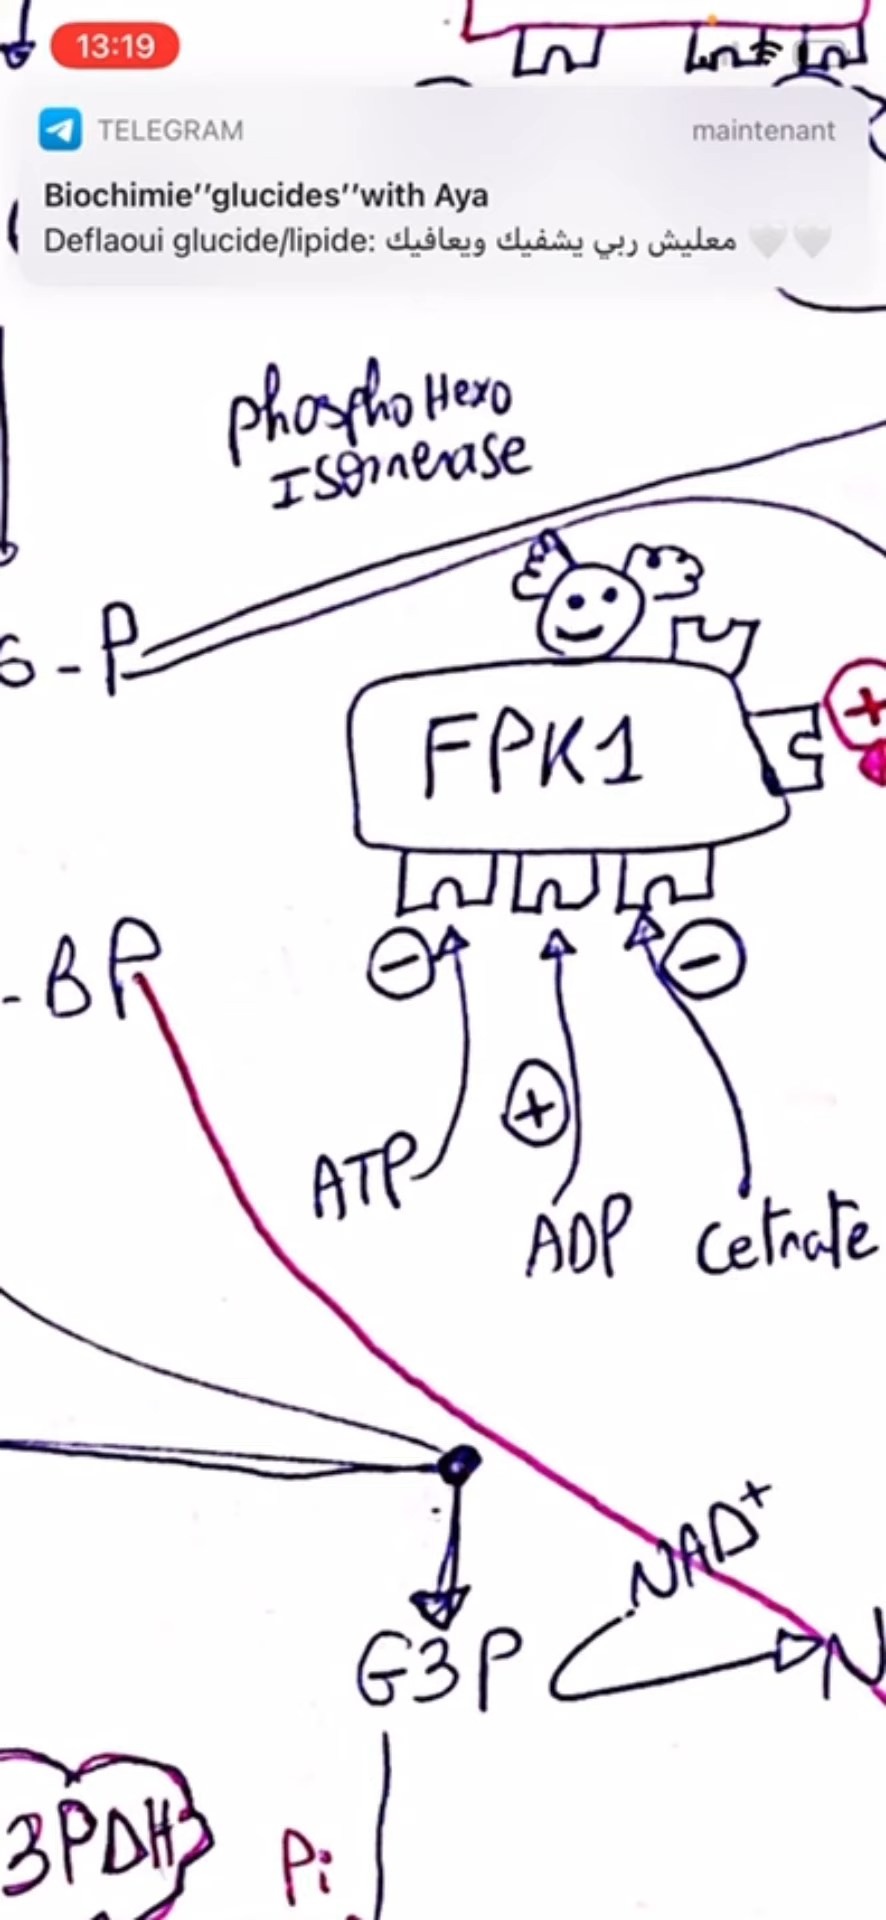 13:19
TELEGRAM
maintenant
Biochimie''glucides''with Aya
Deflaoui glucide/lipide: معليش ربي يشفيك ويعافيك 🤍🤍
phospho Hexo
Isomerase
6-P
FPK1
+
-BP
-
-
+
ATP
ADP
Cetrate
NAD+
G3P
N
3PDH
Pi